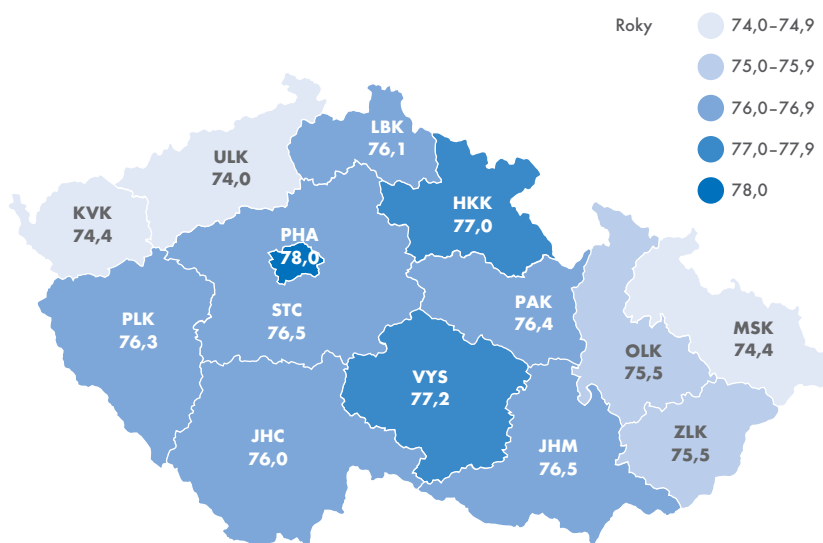 Roky
74,0–74,9
75,0–75,9
76,0–76,9
77,0–77,9
78,0
LBK
76,1
ULK
74,0
HKK
77,0
KVK
74,4
PHA
78,0
STC
76,5
PAK
76,4
PLK
76,3
MSK
74,4
OLK
75,5
VYS
77,2
ZLK
75,5
JHC
76,0
JHM
76,5